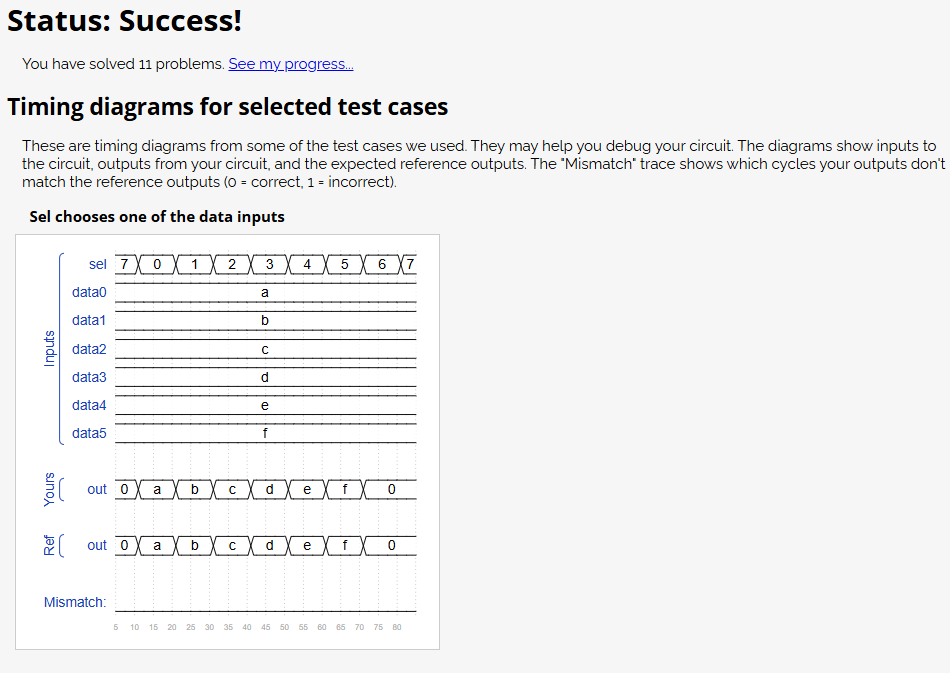 Status: Success!
You have solved 11 problems. See my progress...
Timing diagrams for selected test cases
These are timing diagrams from some of the test cases we used. They may help you debug your circuit. The diagrams show inputs to
the circuit, outputs from your circuit, and the expected reference outputs. The "Mismatch" trace shows which cycles your outputs don't
match the reference outputs (0 = correct, 1 = incorrect).
Sel chooses one of the data inputs
Inputs
sel 7 0 1 2 3 4 5 6 7
data0 a
data1 b
data2 c
data3 d
data4 e
data5 f
Yours
out 0 a b c d e f 0
Ref
out 0 a b c d e f 0
Mismatch:
5 10 15 20 25 30 35 40 45 50 55 60 65 70 75 80